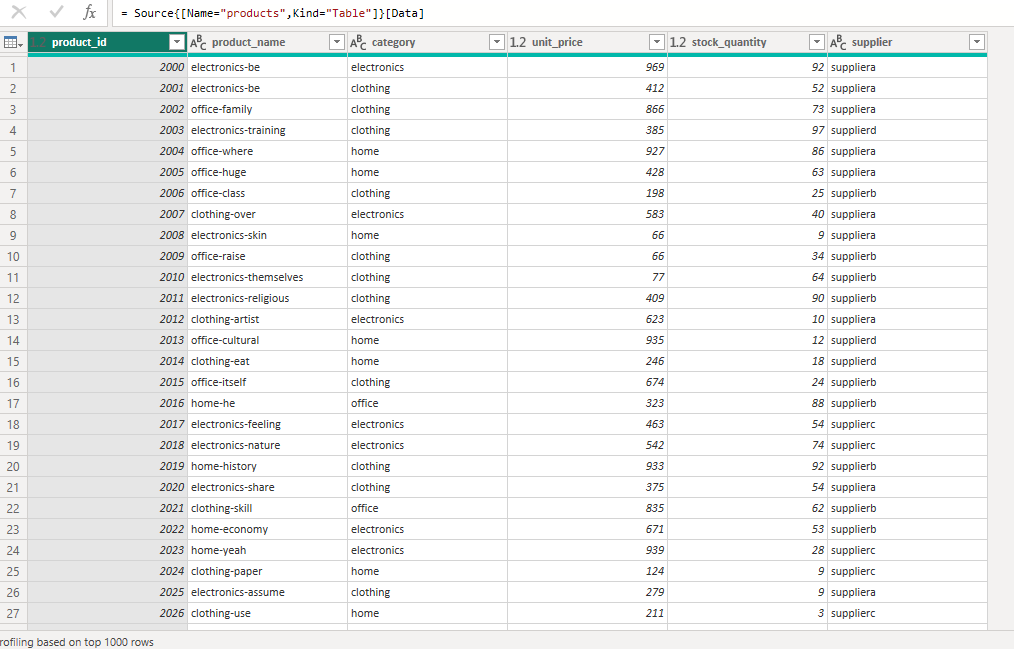 fx = Source{[Name="products",Kind="Table"]}[Data]
1.2 product_id ABC product_name ABC category 1.2 unit_price 1.2 stock_quantity ABC supplier
1 2000 electronics-be electronics 969 92 suppliera
2 2001 electronics-be clothing 412 52 suppliera
3 2002 office-family clothing 866 73 suppliera
4 2003 electronics-training clothing 385 97 supplierd
5 2004 office-where home 927 86 suppliera
6 2005 office-huge home 428 63 suppliera
7 2006 office-class clothing 198 25 supplierb
8 2007 clothing-over electronics 583 40 suppliera
9 2008 electronics-skin home 66 9 suppliera
10 2009 office-raise clothing 66 34 supplierb
11 2010 electronics-themselves clothing 77 64 supplierb
12 2011 electronics-religious clothing 409 90 supplierb
13 2012 clothing-artist electronics 623 10 suppliera
14 2013 office-cultural home 935 12 supplierd
15 2014 clothing-eat home 246 18 supplierd
16 2015 office-itself clothing 674 24 supplierb
17 2016 home-he office 323 88 supplierb
18 2017 electronics-feeling electronics 463 54 supplierc
19 2018 electronics-nature electronics 542 74 supplierc
20 2019 home-history clothing 933 92 supplierb
21 2020 electronics-share clothing 375 54 suppliera
22 2021 clothing-skill office 835 62 supplierb
23 2022 home-economy electronics 671 53 supplierb
24 2023 home-yeah electronics 939 28 supplierc
25 2024 clothing-paper home 124 9 supplierc
26 2025 electronics-assume clothing 279 9 suppliera
27 2026 clothing-use home 211 3 supplierc
rofiling based on top 1000 rows